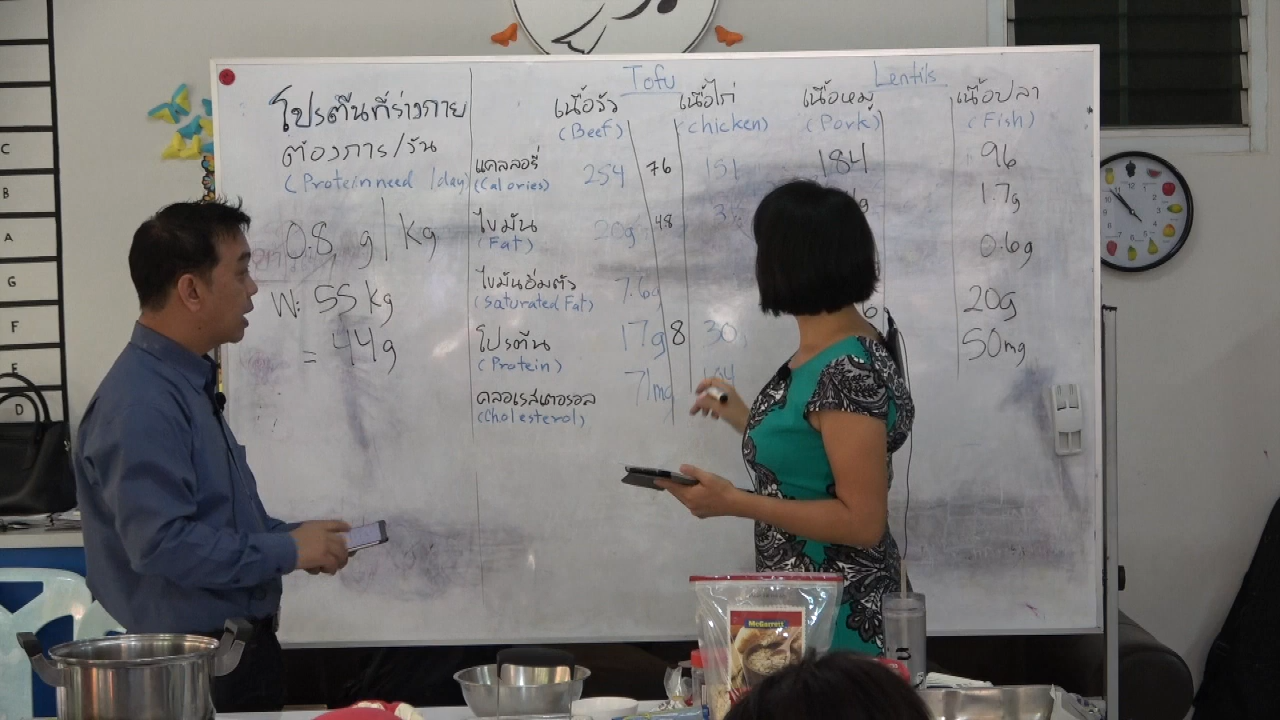 Tofu
Lentils
โปรตีนที่ร่างกาย
ต้องการ/วัน
(Protein need /day)
0.8 g/Kg
W: 55 Kg
= 44g
เนื้อวัว เนื้อไก่ เนื้อหมู เนื้อปลา
(Beef) (chicken) (Pork) (Fish)
แคลลอรี่
(Calories) 254 76 151 184 96
ไขมัน
(Fat) 20g 48 1.7g
ไขมันอิ่มตัว
(Saturated Fat) 7.6g 0.6g
โปรตีน
(Protein) 17g 8 30 20g
คลอเรสเตอรอล
(Cholesterol) 71mg 50mg
C
B
A
G
F
E
D
McGarrett